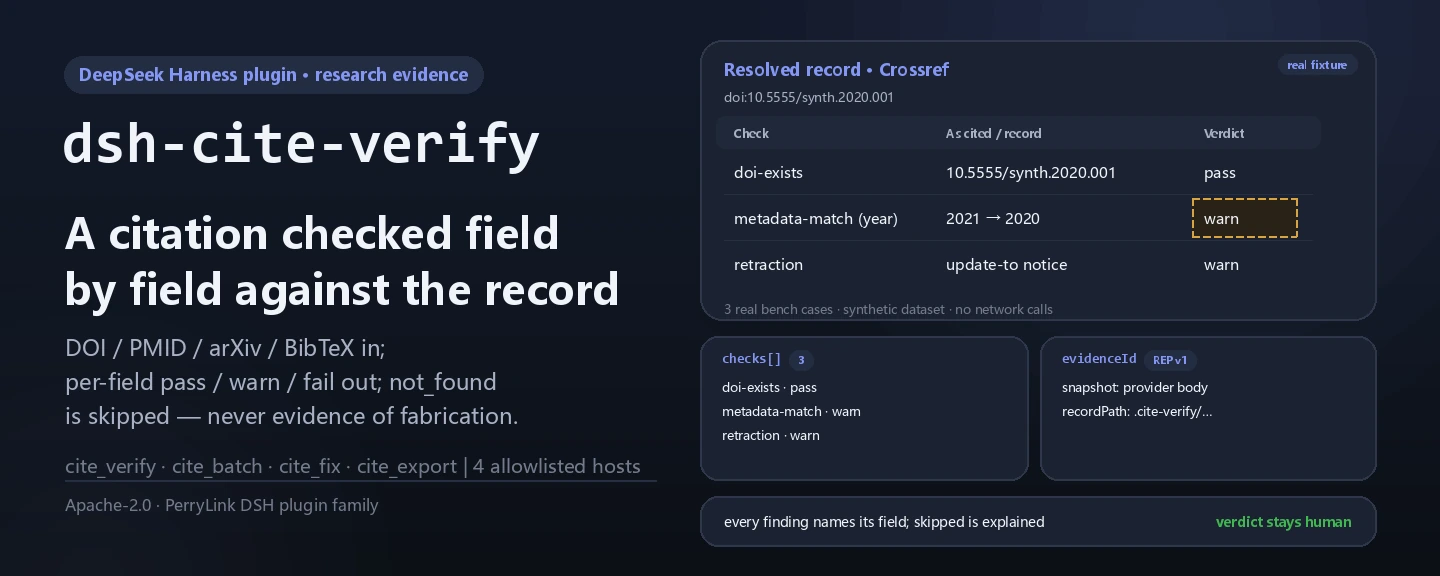 DeepSeek Harness plugin • research evidence
dsh-cite-verify
A citation checked field
by field against the record
DOI / PMID / arXiv / BibTeX in;
per-field pass / warn / fail out; not_found
is skipped — never evidence of fabrication.
cite_verify · cite_batch · cite_fix · cite_export | 4 allowlisted hosts
Apache-2.0 · PerryLink DSH plugin family
Resolved record • Crossref
real fixture
doi:10.5555/synth.2020.001
Check As cited / record Verdict
doi-exists 10.5555/synth.2020.001 pass
metadata-match (year) 2021 → 2020 warn
retraction update-to notice warn
3 real bench cases · synthetic dataset · no network calls
checks[] 3
doi-exists · pass
metadata-match · warn
retraction · warn
evidenceId REPv1
snapshot: provider body
recordPath: .cite-verify/…
every finding names its field; skipped is explained
verdict stays human